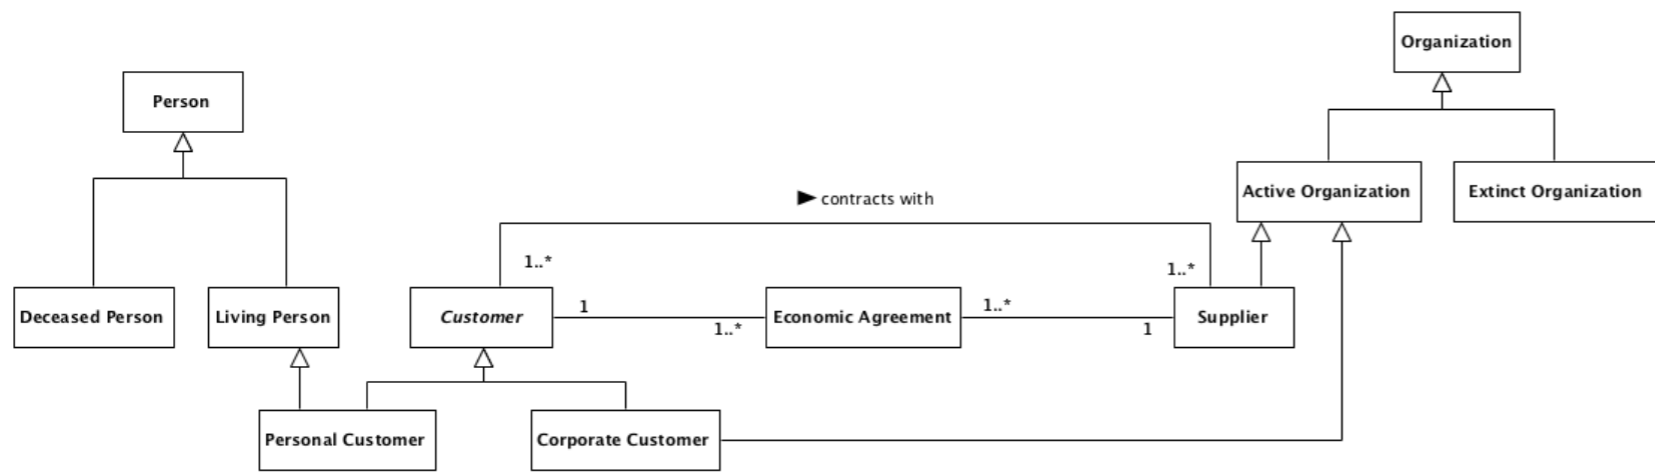 Organization
Person
Active Organization
Extinct Organization
contracts with
1..*
1..*
Deceased Person
Living Person
Customer
1
1..*
Economic Agreement
1..*
1
Supplier
Personal Customer
Corporate Customer